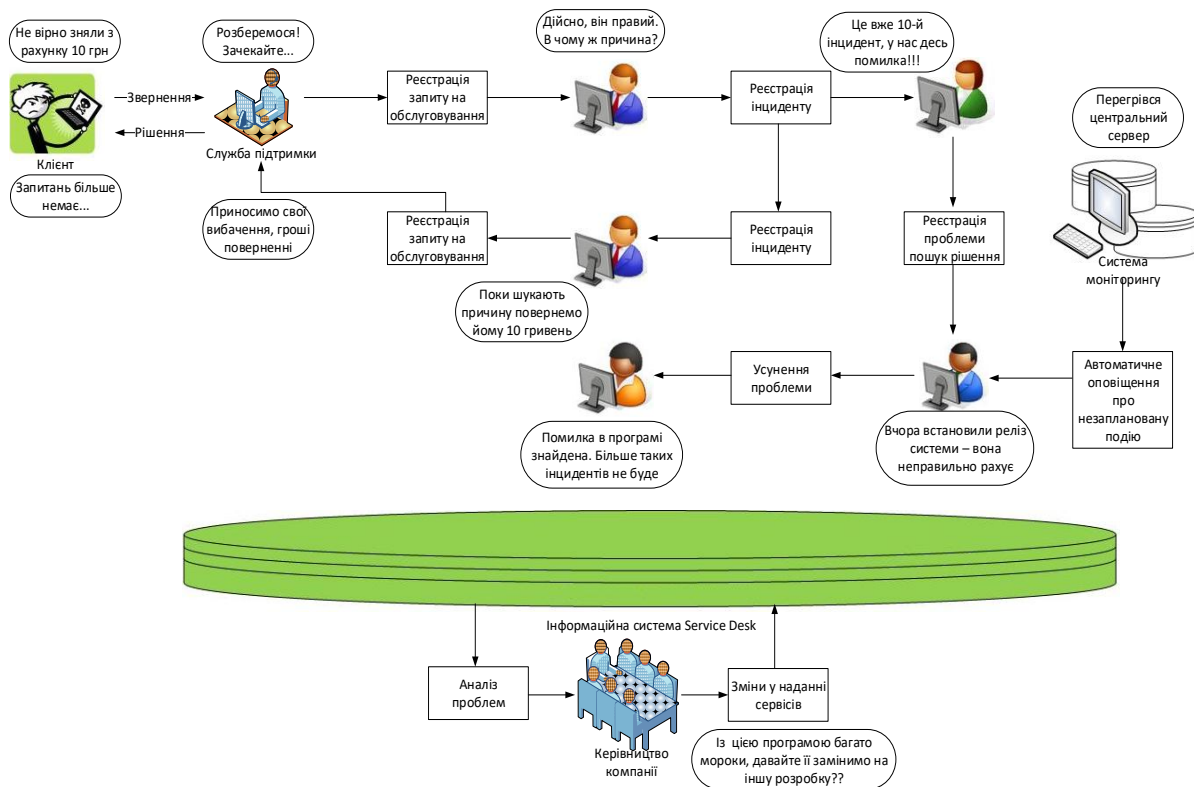 Не вірно зняли з
рахунку 10 грн
Розберемося!
Зачекайте...
Дійсно, він правий.
В чому ж причина?
Це вже 10-й
інцидент, у нас десь
помилка!!!
Звернення
Рішення
Клієнт
Запитань більше
немає...
Служба підтримки
Реєстрація
запиту на
обслуговування
Реєстрація
інциденту
Перегрівся
центральний
сервер
Система
моніторингу
Приносимо свої
вибачення, гроші
поверненні
Реєстрація
запиту на
обслуговування
Реєстрація
інциденту
Реєстрація
проблеми
пошук рішення
Поки шукають
причину повернемо
йому 10 гривень
Усунення
проблеми
Автоматичне
оповіщення
про
незаплановану
подію
Помилка в програмі
знайдена. Більше таких
інцидентів не буде
Вчора встановили реліз
системи – вона
неправильно рахує
Інформаційна система Service Desk
Аналіз
проблем
Керівництво
компанії
Зміни у наданні
сервісів
Із цією програмою багато
мороки, давайте її замінимо на
іншу розробку??